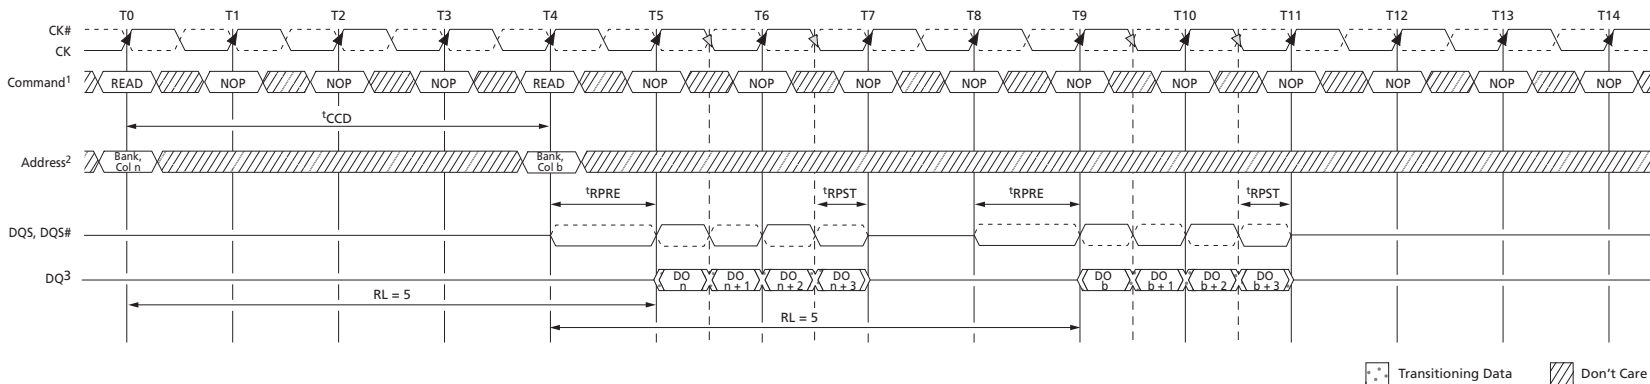 T0 T1 T2 T3 T4 T5 T6 T7 T8 T9 T10 T11 T12 T13 T14
CK#
CK
Command1 READ NOP NOP NOP READ NOP NOP NOP NOP NOP NOP NOP NOP NOP NOP
tCCD
Address2 Bank, Col n Bank, Col b
tRPRE tRPST tRPRE tRPST
DQS, DQS#
DQ3 DO n DO n + 1 DO n + 2 DO n + 3 DO b DO b + 1 DO b + 2 DO b + 3
RL = 5
RL = 5
Transitioning Data Don't Care